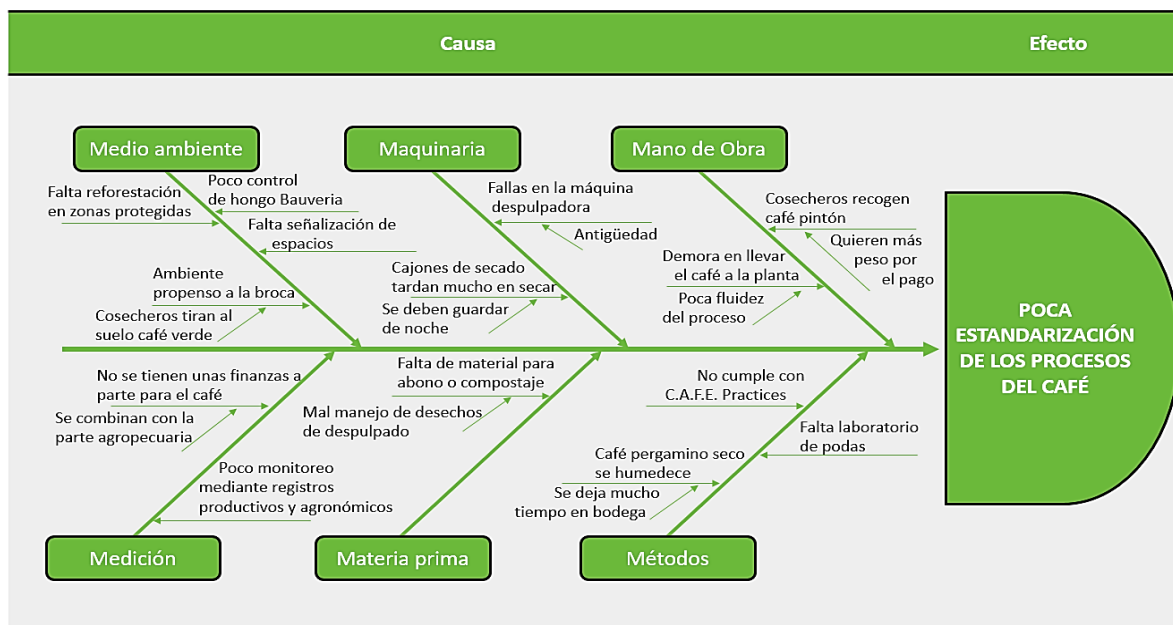 Causa
Efecto
Medio ambiente
Maquinaria
Mano de Obra
Falta reforestación
en zonas protegidas
Poco control
de hongo Bauveria
Falta señalización de
espacios
Ambiente
propenso a la broca
Cosecheros tiran al
suelo café verde
Fallas en la máquina
despulpadora
Antigüedad
Cajones de secado
tardan mucho en secar
Se deben guardar
de noche
Cosecheros recogen
café pintón
Quieren más
peso por
el pago
Demora en llevar
el café a la planta
Poca fluidez
del proceso
POCA
ESTANDARIZACIÓN
DE LOS PROCESOS
DEL CAFÉ
No se tienen unas finanzas a
parte para el café
Se combinan con la
parte agropecuaria
Poco monitoreo
mediante registros
productivos y agronómicos
Falta de material para
abono o compostaje
Mal manejo de desechos
de despulpado
No cumple con
C.A.F.E. Practices
Falta laboratorio
de podas
Café pergamino seco
se humedece
Se deja mucho
tiempo en bodega
Medición
Materia prima
Métodos